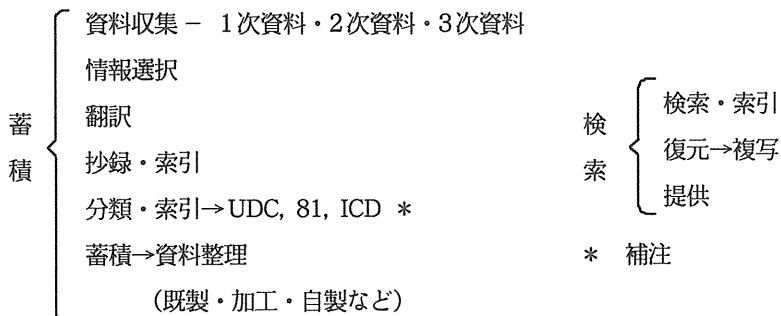 蓄積
資料収集－ 1次資料・2次資料・3次資料
情報選択
翻訳
抄録・索引
分類・索引→UDC, 81, ICD *
蓄積→資料整理
(既製・加工・自製など)
検索
検索・索引
復元→複写
提供
* 補注